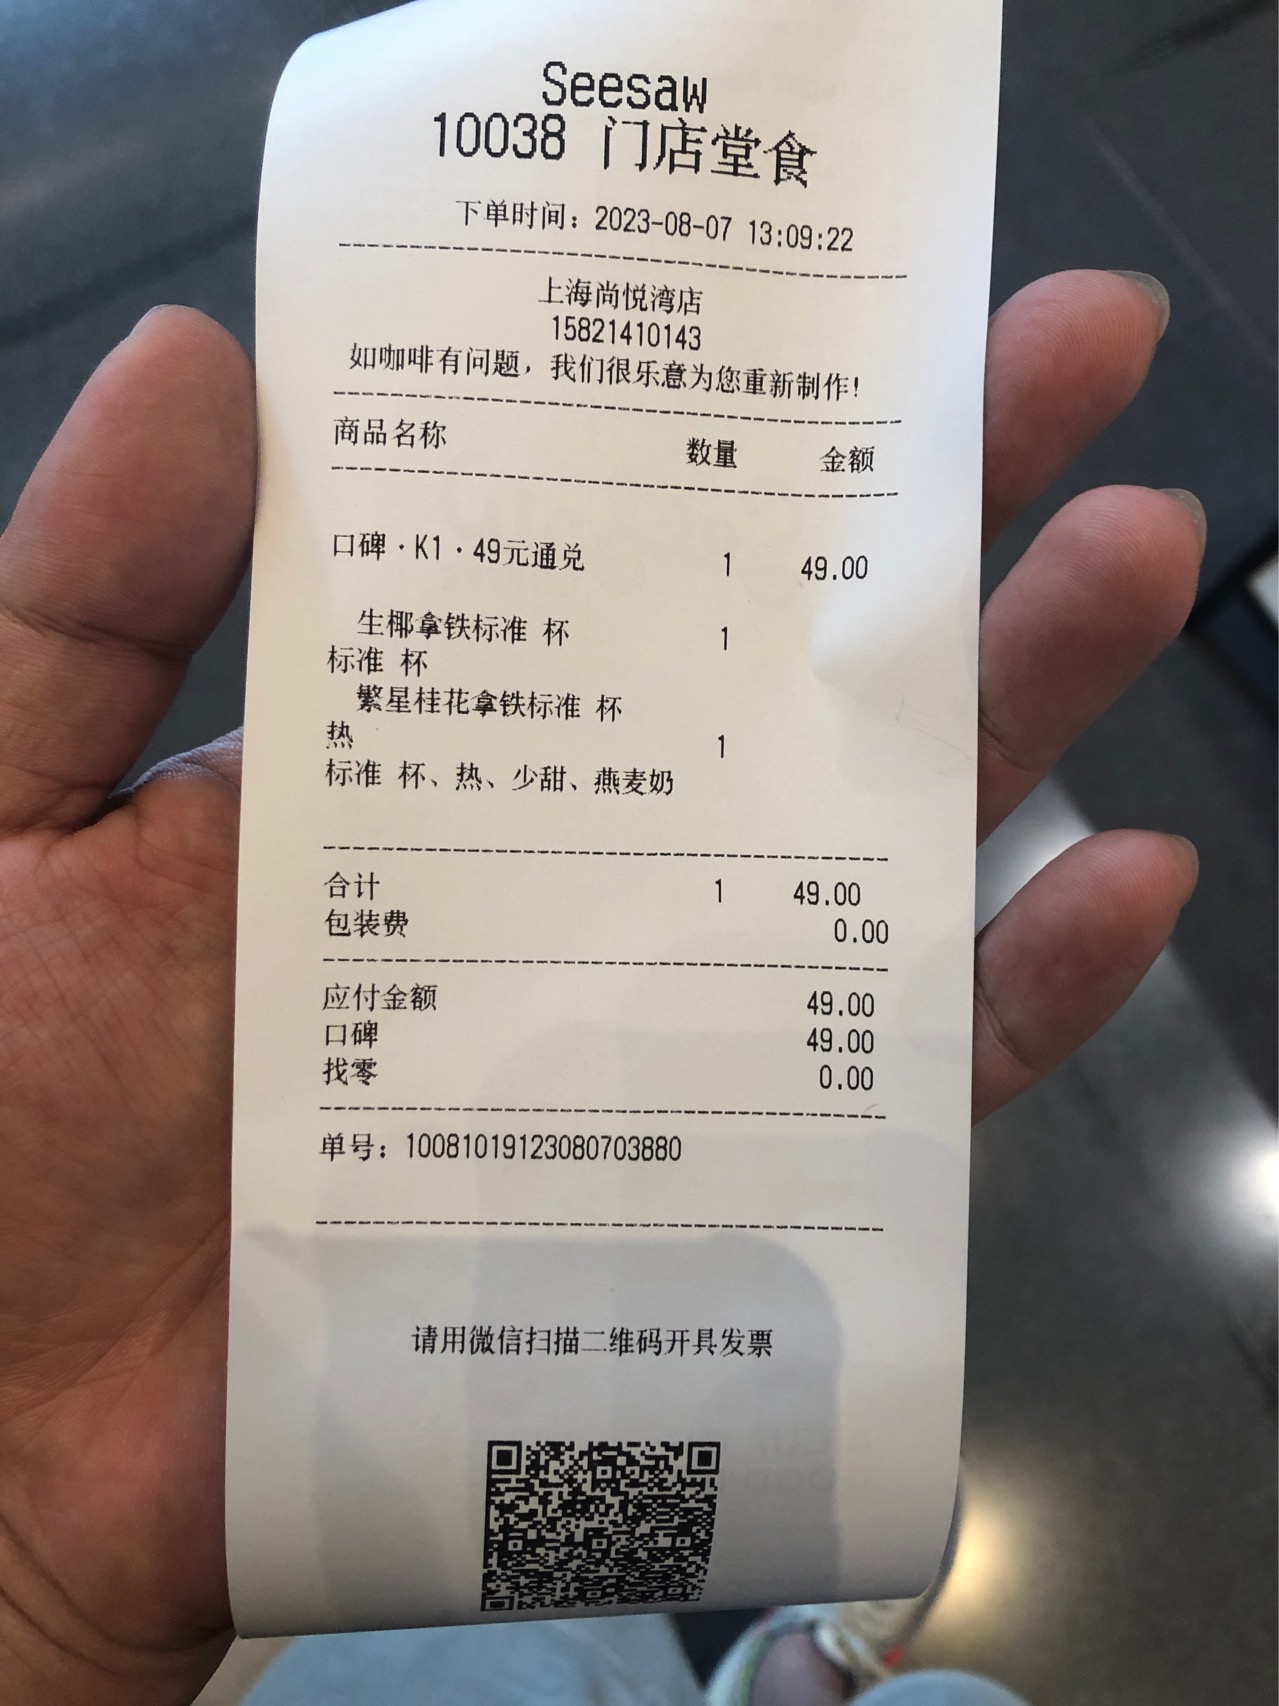 Seesaw
10038 门店堂食
下单时间：2023-08-07 13:09:22
上海尚悦湾店
15821410143
如咖啡有问题，我们很乐意为您重新制作！
商品名称 数量 金额
口碑·K1·49元通兑 1 49.00
生椰拿铁标准 杯 1
标准 杯
繁星桂花拿铁标准 杯
热 1
标准 杯、热、少甜、燕麦奶
合计 1 49.00
包装费 0.00
应付金额 49.00
口碑 49.00
找零 0.00
单号：10081019123080703880
请用微信扫描二维码开具发票